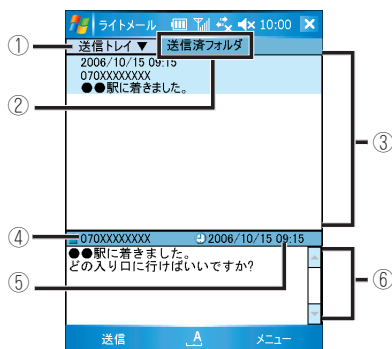 ライトメール 10:00
① 送信トレイ ▼ 送信済フォルダ
2006/10/15 09:15
070XXXXXXXX
●●駅に着きました。
②
③
④ 070XXXXXXXX 2006/10/15 09:15
●●駅に着きました。
どの入り口に行けばいいですか?
⑤
⑥
送信 A メニュー